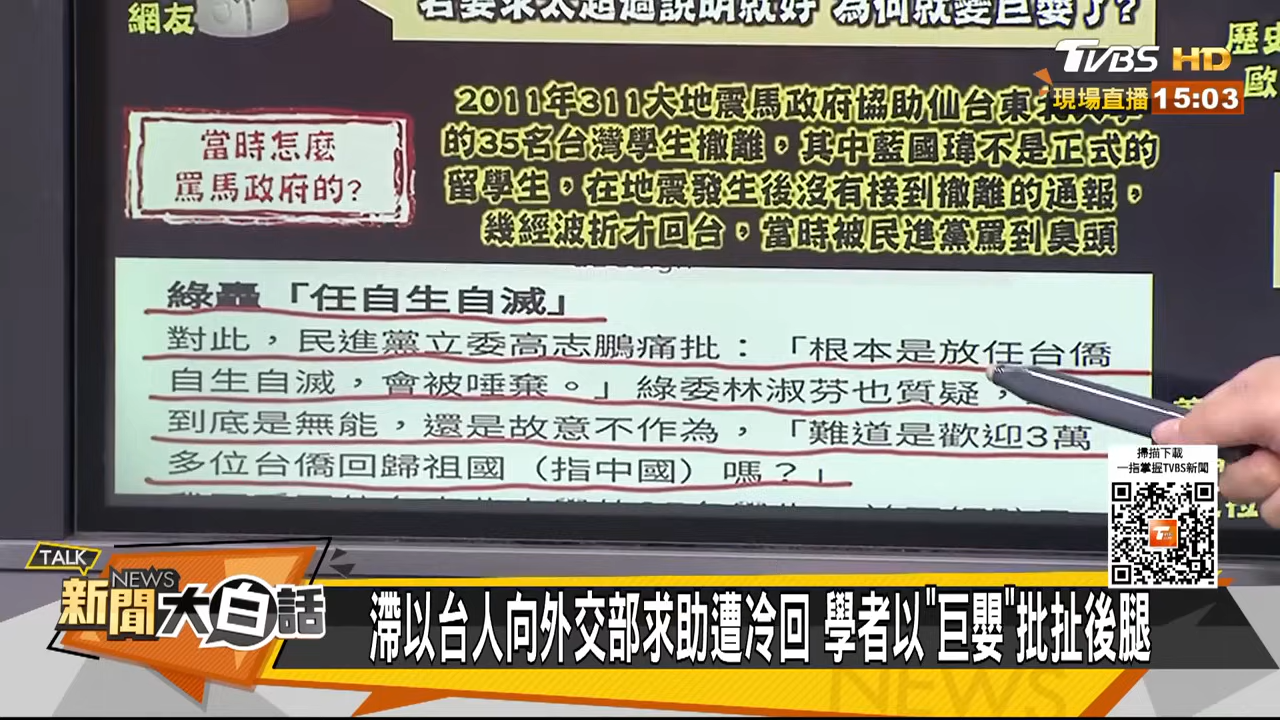 網友
若要求太超過說明就好 為何就變巨嬰了?
TVBS HD
現場直播 15:03
歷史
歐
2011年311大地震馬政府協助仙台東北大學
的35名台灣學生撤離，其中藍國瑋不是正式的
留學生，在地震發生後沒有接到撤離的通報，
幾經波折才回台，當時被民進黨罵到臭頭
當時怎麼
罵馬政府的?
綠轟「任自生自滅」
對此，民進黨立委高志鵬痛批：「根本是放任台僑
自生自滅，會被唾棄。」綠委林淑芬也質疑，
到底是無能，還是故意不作為，「難道是歡迎3萬
多位台僑回歸祖國（指中國）嗎？」
掃描下載
一指掌握TVBS新聞
TALK
NEWS
新聞大白話
滯以台人向外交部求助遭冷回 學者以"巨嬰"批扯後腿
NEWS